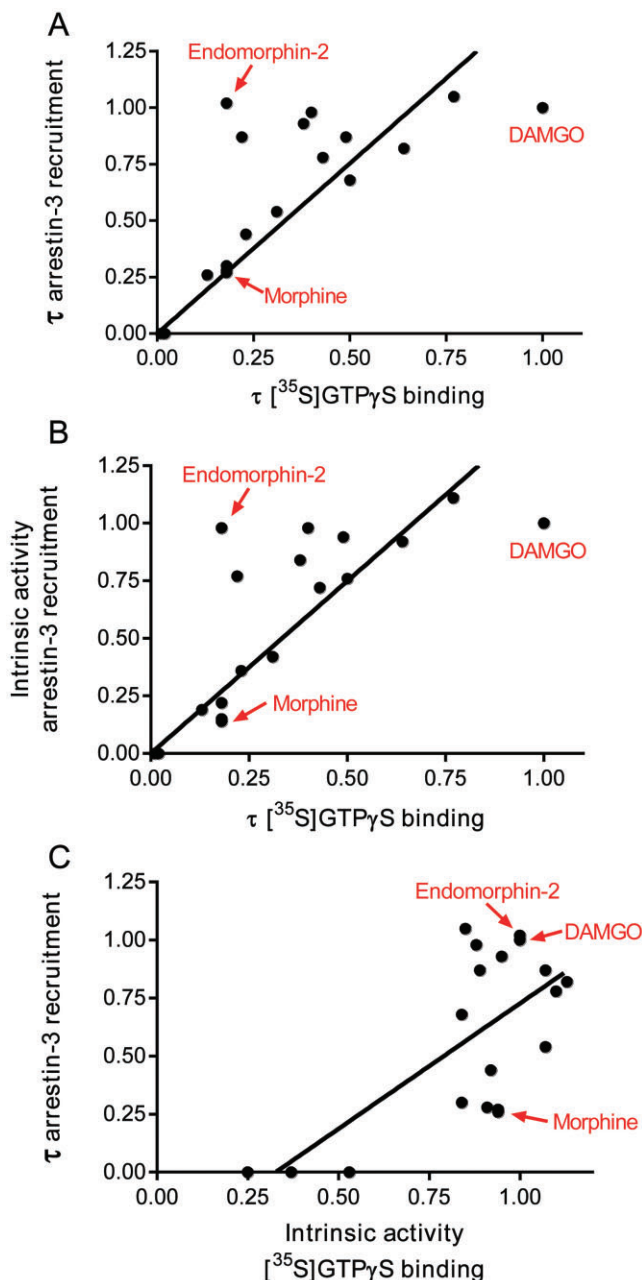 A
Endomorphin-2
DAMGO
Morphine
τ arrestin-3 recruitment
1.25
1.00
0.75
0.50
0.25
0.00
0.00 0.25 0.50 0.75 1.00
τ [³⁵S]GTPγS binding
B
Endomorphin-2
DAMGO
Morphine
Intrinsic activity
arrestin-3 recruitment
1.25
1.00
0.75
0.50
0.25
0.00
0.00 0.25 0.50 0.75 1.00
τ [³⁵S]GTPγS binding
C
Endomorphin-2
DAMGO
Morphine
τ arrestin-3 recruitment
1.25
1.00
0.75
0.50
0.25
0.00
0.00 0.25 0.50 0.75 1.00
Intrinsic activity
[³⁵S]GTPγS binding